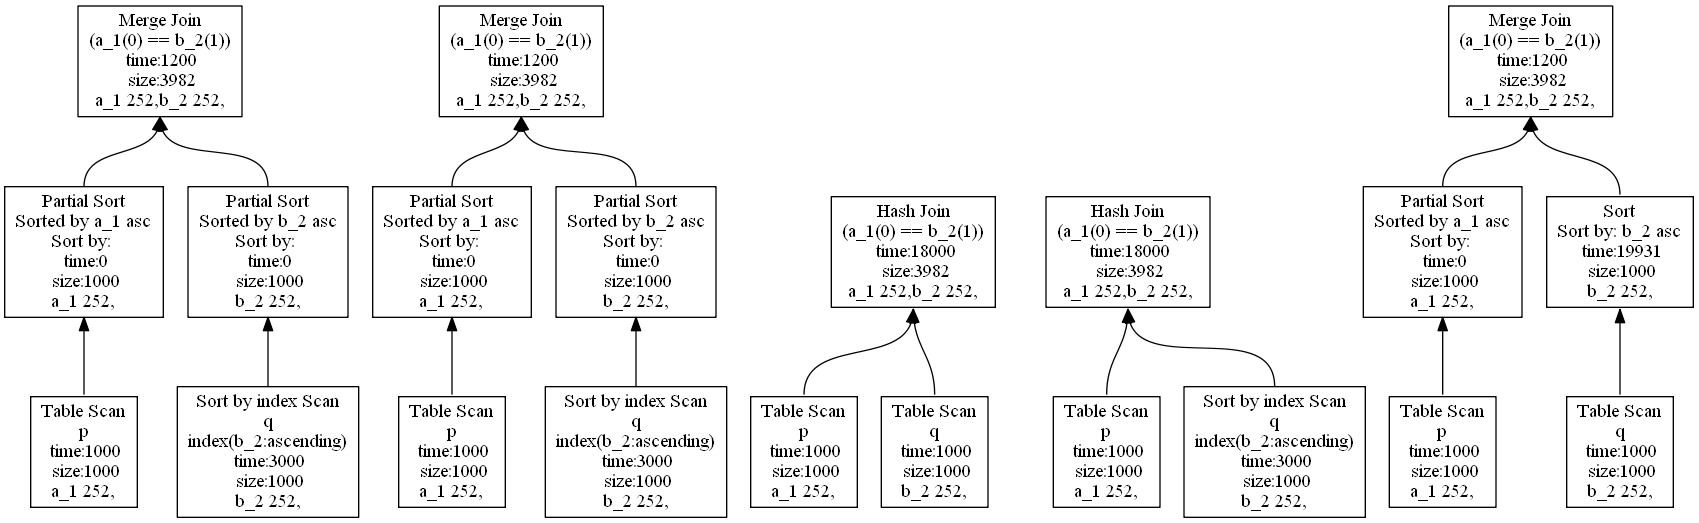 Merge Join
(a_1(0) == b_2(1))
time:1200
size:3982
a_1 252,b_2 252,
Partial Sort
Sorted by a_1 asc
Sort by:
time:0
size:1000
a_1 252,
Partial Sort
Sorted by b_2 asc
Sort by:
time:0
size:1000
b_2 252,
Table Scan
p
time:1000
size:1000
a_1 252,
Sort by index Scan
q
index(b_2:ascending)
time:3000
size:1000
b_2 252,
Merge Join
(a_1(0) == b_2(1))
time:1200
size:3982
a_1 252,b_2 252,
Partial Sort
Sorted by a_1 asc
Sort by:
time:0
size:1000
a_1 252,
Partial Sort
Sorted by b_2 asc
Sort by:
time:0
size:1000
b_2 252,
Table Scan
p
time:1000
size:1000
a_1 252,
Sort by index Scan
q
index(b_2:ascending)
time:3000
size:1000
b_2 252,
Hash Join
(a_1(0) == b_2(1))
time:18000
size:3982
a_1 252,b_2 252,
Table Scan
p
time:1000
size:1000
a_1 252,
Table Scan
q
time:1000
size:1000
b_2 252,
Hash Join
(a_1(0) == b_2(1))
time:18000
size:3982
a_1 252,b_2 252,
Table Scan
p
time:1000
size:1000
a_1 252,
Sort by index Scan
q
index(b_2:ascending)
time:3000
size:1000
b_2 252,
Merge Join
(a_1(0) == b_2(1))
time:1200
size:3982
a_1 252,b_2 252,
Partial Sort
Sorted by a_1 asc
Sort by:
time:0
size:1000
a_1 252,
Sort
Sort by: b_2 asc
time:19931
size:1000
b_2 252,
Table Scan
p
time:1000
size:1000
a_1 252,
Table Scan
q
time:1000
size:1000
b_2 252,